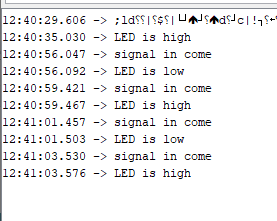 12:40:29.606 -> ;ld
12:40:35.030 -> LED is high
12:40:56.047 -> signal in come
12:40:56.092 -> LED is low
12:40:59.421 -> signal in come
12:40:59.467 -> LED is high
12:41:01.457 -> signal in come
12:41:01.503 -> LED is low
12:41:03.530 -> signal in come
12:41:03.576 -> LED is high